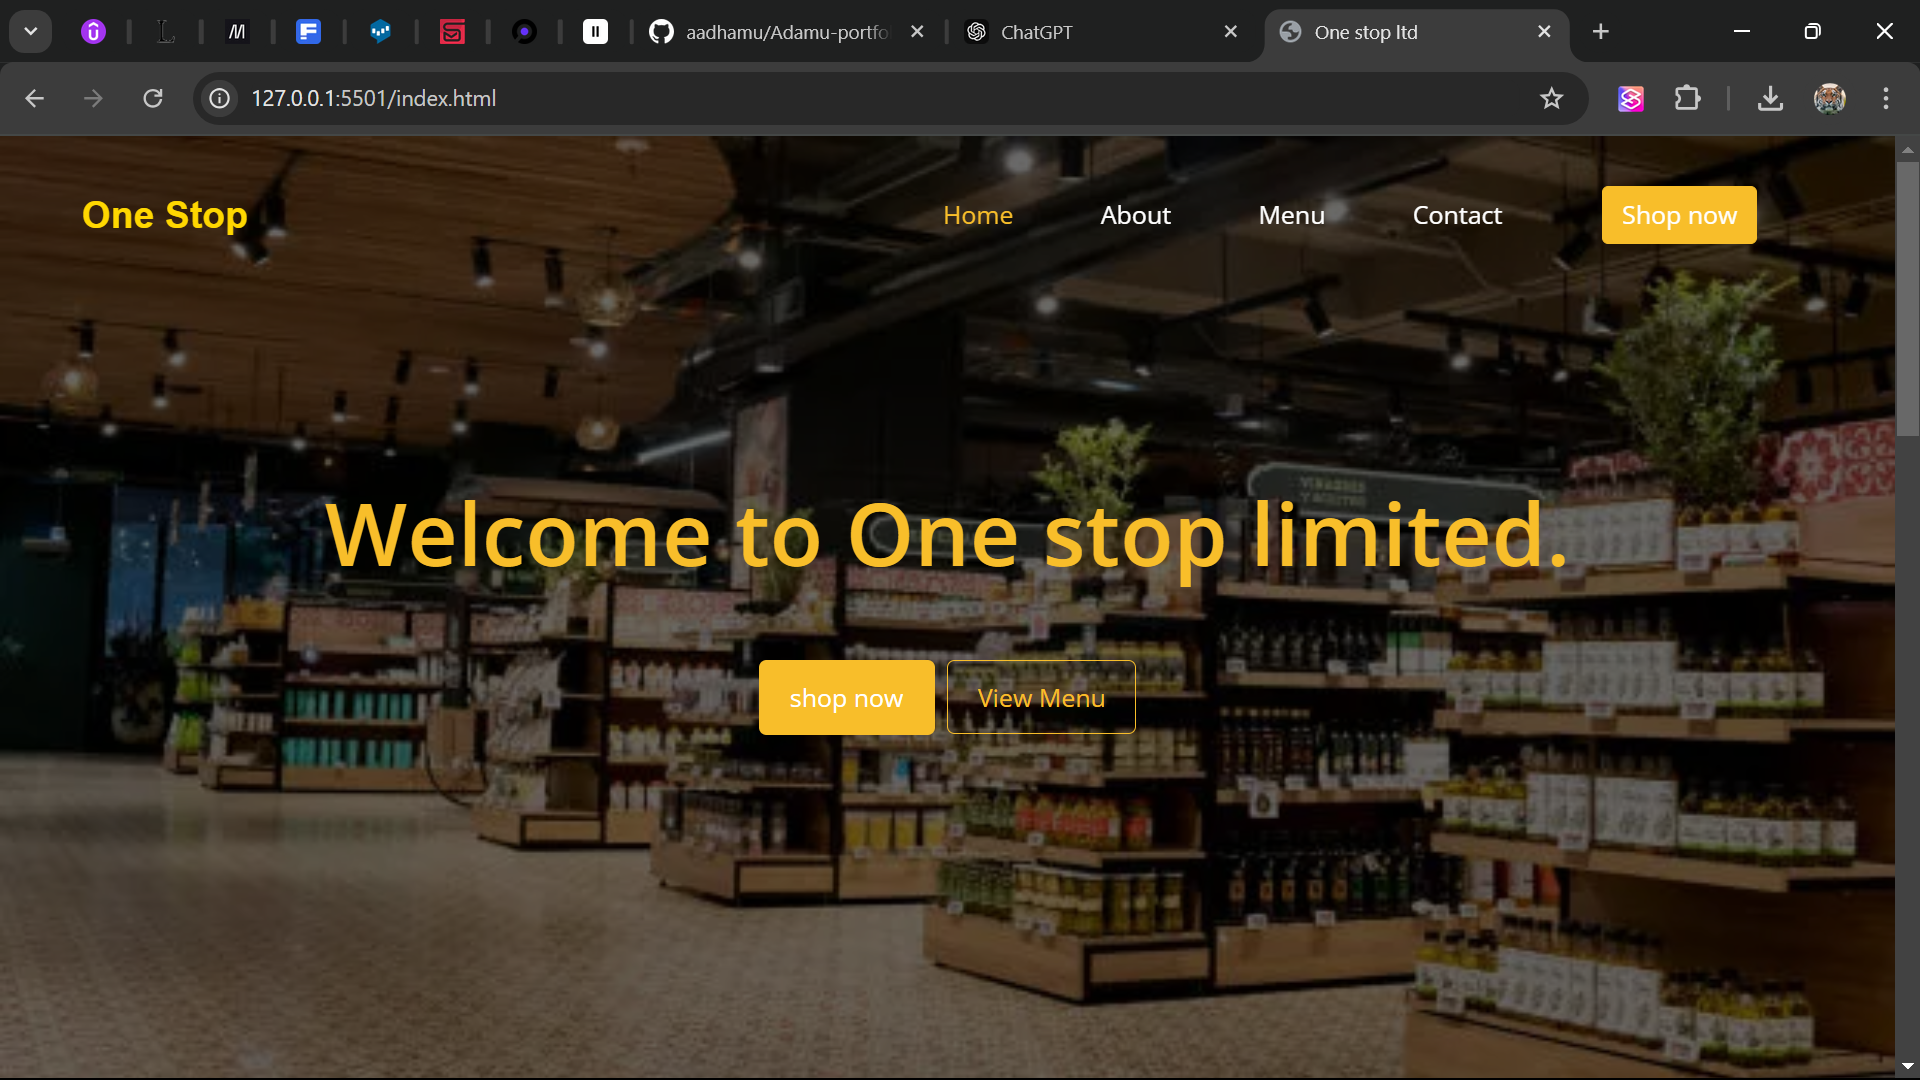 aadhamu/Adamu-portfo
ChatGPT
One stop ltd
127.0.0.1:5501/index.html
One Stop
Home
About
Menu
Contact
Shop now
Welcome to One stop limited.
shop now
View Menu